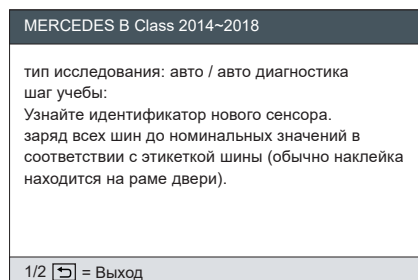 MERCEDES B Class 2014~2018
тип исследования: авто / авто диагностика
шаг учебы:
Узнайте идентификатор нового сенсора.
заряд всех шин до номинальных значений в
соответствии с этикеткой шины (обычно наклейка
находится на раме двери).
1/2 = Выход